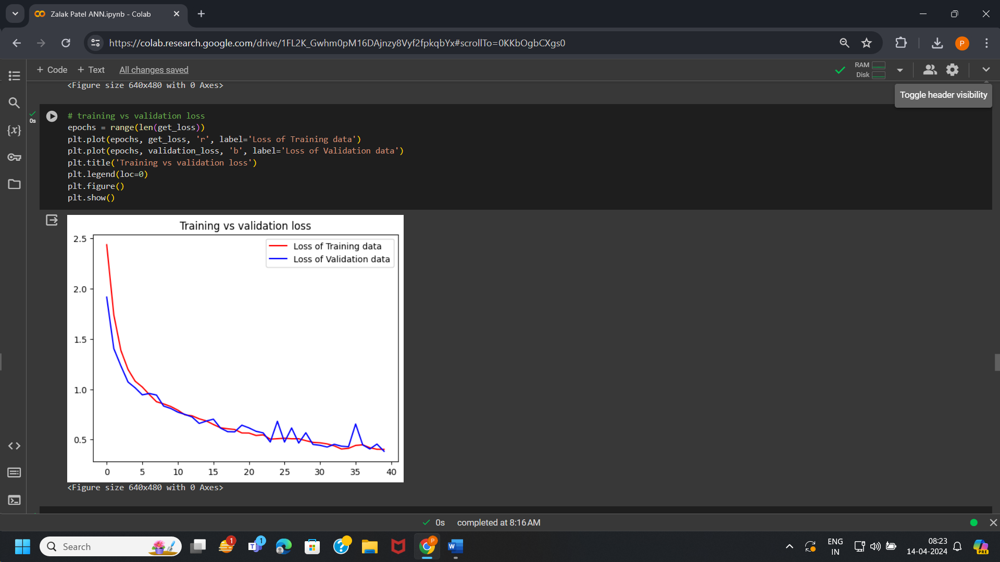 Zalak Patel ANN.ipynb - Colab
https://colab.research.google.com/drive/1FL2K_Gwhm0pM16DAjnzy8Vyf2fpkqbYx#scrollTo=0KKbOgbCXgs0
P
+ Code + Text All changes saved
RAM
Disk
Toggle header visibility
<Figure size 640x480 with 0 Axes>
0s
{x}
# training vs validation loss
epochs = range(len(get_loss))
plt.plot(epochs, get_loss, 'r', label='Loss of Training data')
plt.plot(epochs, validation_loss, 'b', label='Loss of Validation data')
plt.title('Training vs validation loss')
plt.legend(loc=0)
plt.figure()
plt.show()
Training vs validation loss
Loss of Training data
Loss of Validation data
2.5
2.0
1.5
1.0
0.5
0 5 10 15 20 25 30 35 40
<Figure size 640x480 with 0 Axes>
0s completed at 8:16 AM
Search
1
T 1
P
W
ENG
IN
08:23
14-04-2024
PRE